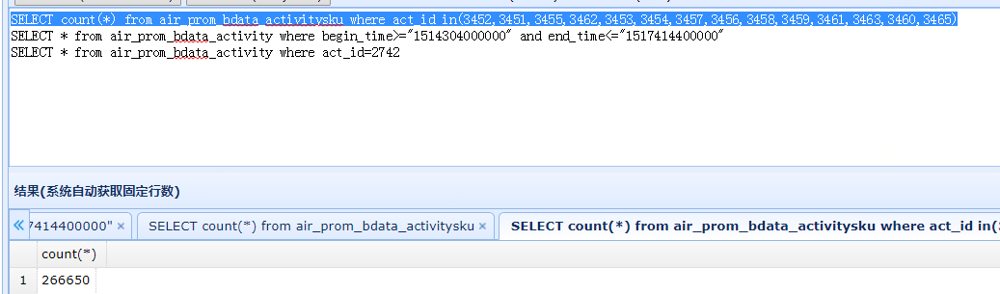 SELECT count(*) from air_prom_bdata_activitysku where act_id in(3452,3451,3455,3462,3453,3454,3457,3456,3458,3459,3461,3463,3460,3465)
SELECT * from air_prom_bdata_activity where begin_time>="1514304000000" and end_time<="1517414400000"
SELECT * from air_prom_bdata_activity where act_id=2742
结果(系统自动获取固定行数)
« 7414400000" × SELECT count(*) from air_prom_bdata_activitysku × SELECT count(*) from air_prom_bdata_activitysku where act_id in(
count(*)
1 266650